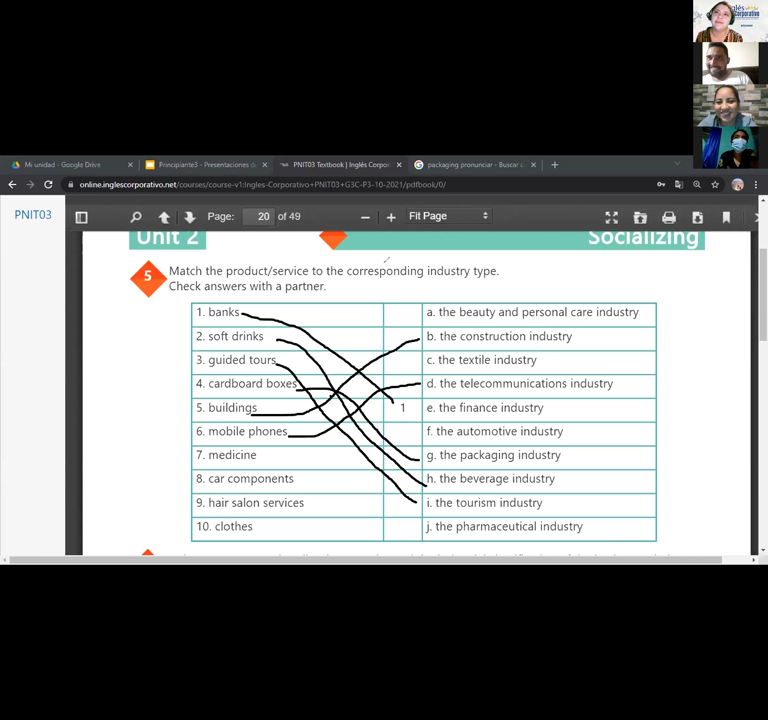 Inglés
Corporativo
Mi unidad - Google Drive
Principiante3 - Presentaciones de
PNIT03 Textbook | Inglés Corpo
packaging pronunciar - Buscar c
online.inglescorporativo.net/courses/course-v1:Ingles-Corporativo+PNIT03+G3C-P3-10-2021/pdfbook/0/
PNIT03
Page: 20 of 49
Fit Page
Unit 2
Socializing
5
Match the product/service to the corresponding industry type.
Check answers with a partner.
1. banks a. the beauty and personal care industry
2. soft drinks b. the construction industry
3. guided tours c. the textile industry
4. cardboard boxes d. the telecommunications industry
5. buildings 1 e. the finance industry
6. mobile phones f. the automotive industry
7. medicine g. the packaging industry
8. car components h. the beverage industry
9. hair salon services i. the tourism industry
10. clothes j. the pharmaceutical industry